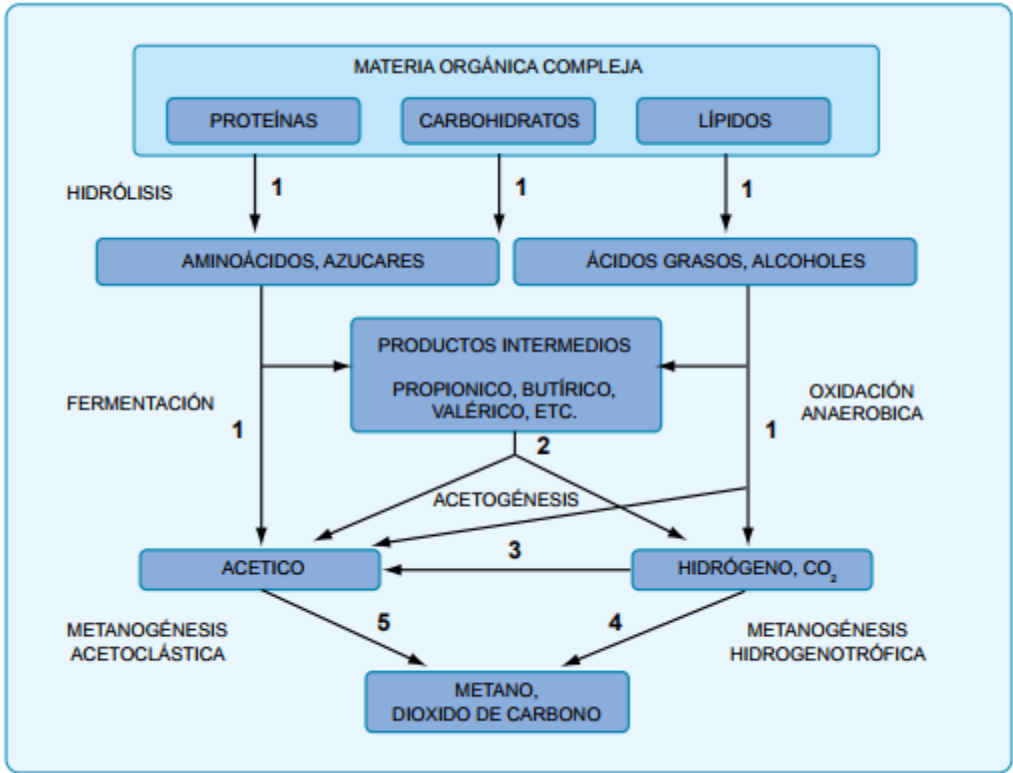 MATERIA ORGÁNICA COMPLEJA
PROTEÍNAS
CARBOHIDRATOS
LÍPIDOS
HIDRÓLISIS
1
1
1
AMINOÁCIDOS, AZUCARES
ÁCIDOS GRASOS, ALCOHOLES
PRODUCTOS INTERMEDIOS
PROPIONICO, BUTÍRICO,
VALÉRICO, ETC.
FERMENTACIÓN
1
1
OXIDACIÓN
ANAEROBICA
2
ACETOGÉNESIS
ACETICO
3
HIDRÓGENO, CO₂
METANOGÉNESIS
ACETOCLÁSTICA
5
4
METANOGÉNESIS
HIDROGENOTRÓFICA
METANO,
DIOXIDO DE CARBONO